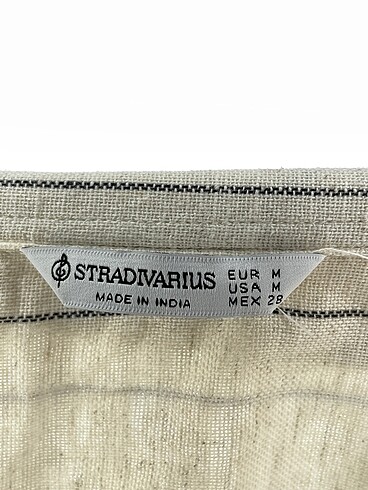 STRADIVARIUS
MADE IN INDIA
EUR M
USA M
MEX 28